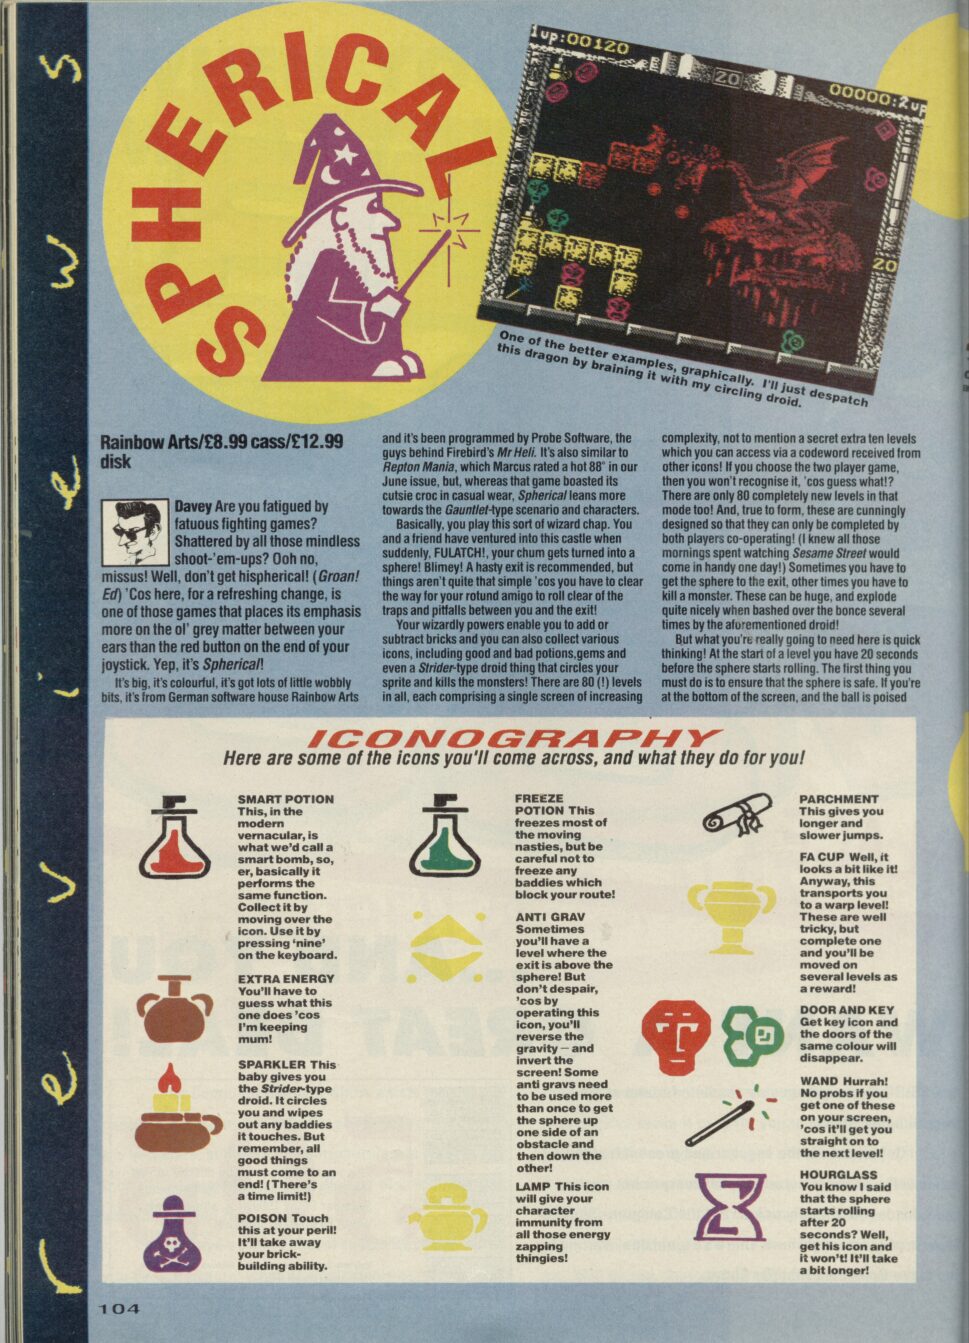 reviews
SPHERICAL
1up:00120
20
00000:2up
20
One of the better examples, graphically. I'll just despatch
this dragon by braining it with my circling droid.
Rainbow Arts/£8.99 cass/£12.99
disk
Davey Are you fatigued by
fatuous fighting games?
Shattered by all those mindless
shoot-'em-ups? Ooh no,
missus! Well, don't get hispherical! (Groan!
Ed) 'Cos here, for a refreshing change, is
one of those games that places its emphasis
more on the ol' grey matter between your
ears than the red button on the end of your
joystick. Yep, it's Spherical!
It's big, it's colourful, it's got lots of little wobbly
bits, it's from German software house Rainbow Arts
and it's been programmed by Probe Software, the
guys behind Firebird's Mr Heli. It's also similar to
Repton Mania, which Marcus rated a hot 88° in our
June issue, but, whereas that game boasted its
cutsie croc in casual wear, Spherical leans more
towards the Gauntlet-type scenario and characters.
Basically, you play this sort of wizard chap. You
and a friend have ventured into this castle when
suddenly, FULATCH!, your chum gets turned into a
sphere! Blimey! A hasty exit is recommended, but
things aren't quite that simple 'cos you have to clear
the way for your rotund amigo to roll clear of the
traps and pitfalls between you and the exit!
Your wizardly powers enable you to add or
subtract bricks and you can also collect various
icons, including good and bad potions,gems and
even a Strider-type droid thing that circles your
sprite and kills the monsters! There are 80 (!) levels
in all, each comprising a single screen of increasing
complexity, not to mention a secret extra ten levels
which you can access via a codeword received from
other icons! If you choose the two player game,
then you won't recognise it, 'cos guess what!?
There are only 80 completely new levels in that
mode too! And, true to form, these are cunningly
designed so that they can only be completed by
both players co-operating! (I knew all those
mornings spent watching Sesame Street would
come in handy one day!) Sometimes you have to
get the sphere to the exit, other times you have to
kill a monster. These can be huge, and explode
quite nicely when bashed over the bonce several
times by the aforementioned droid!
But what you're really going to need here is quick
thinking! At the start of a level you have 20 seconds
before the sphere starts rolling. The first thing you
must do is to ensure that the sphere is safe. If you're
at the bottom of the screen, and the ball is poised
ICONOGRAPHY
Here are some of the icons you'll come across, and what they do for you!
SMART POTION
This, in the
modern
vernacular, is
what we'd call a
smart bomb, so,
er, basically it
performs the
same function.
Collect it by
moving over the
icon. Use it by
pressing 'nine'
on the keyboard.
EXTRA ENERGY
You'll have to
guess what this
one does 'cos
I'm keeping
mum!
SPARKLER This
baby gives you
the Strider-type
droid. It circles
you and wipes
out any baddies
it touches. But
remember, all
good things
must come to an
end! (There's
a time limit!)
POISON Touch
this at your peril!
It'll take away
your brick-
building ability.
FREEZE
POTION This
freezes most of
the moving
nasties, but be
careful not to
freeze any
baddies which
block your route!
ANTI GRAV
Sometimes
you'll have a
level where the
exit is above the
sphere! But
don't despair,
'cos by
operating this
icon, you'll
reverse the
gravity – and
invert the
screen! Some
anti gravs need
to be used more
than once to get
the sphere up
one side of an
obstacle and
then down the
other!
LAMP This icon
will give your
character
immunity from
all those energy
zapping
thingies!
PARCHMENT
This gives you
longer and
slower jumps.
FA CUP Well, it
looks a bit like it!
Anyway, this
transports you
to a warp level!
These are well
tricky, but
complete one
and you'll be
moved on
several levels as
a reward!
DOOR AND KEY
Get key icon and
the doors of the
same colour will
disappear.
WAND Hurrah!
No probs if you
get one of these
on your screen,
'cos it'll get you
straight on to
the next level!
HOURGLASS
You know I said
that the sphere
starts rolling
after 20
seconds? Well,
get his icon and
it won't! It'll take
a bit longer!
104